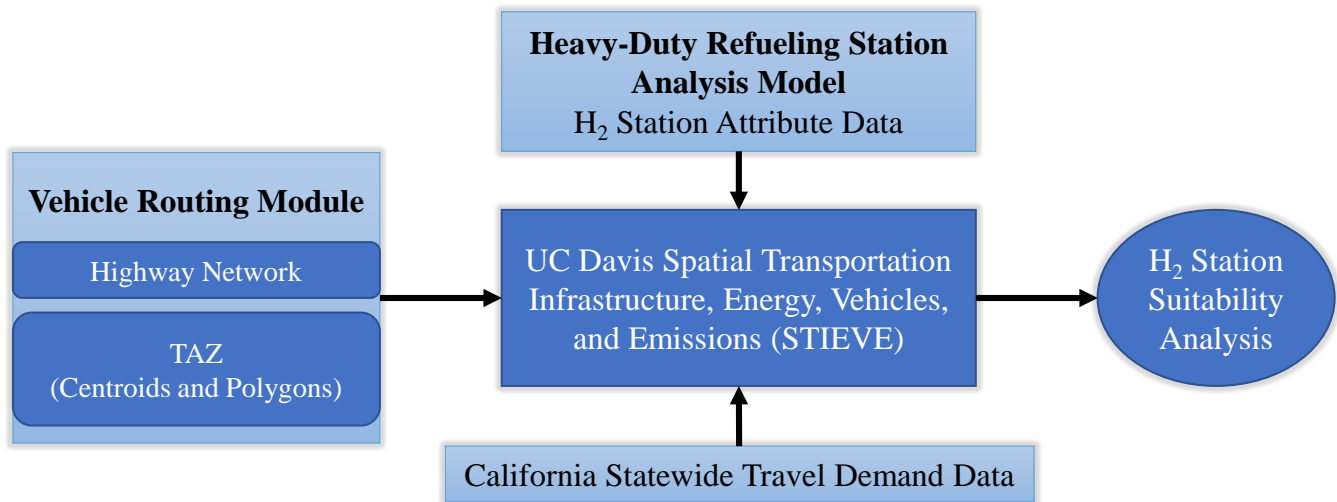 Heavy-Duty Refueling Station
Analysis Model
H₂ Station Attribute Data
Vehicle Routing Module
Highway Network
TAZ
(Centroids and Polygons)
UC Davis Spatial Transportation
Infrastructure, Energy, Vehicles,
and Emissions (STIEVE)
H₂ Station
Suitability
Analysis
California Statewide Travel Demand Data